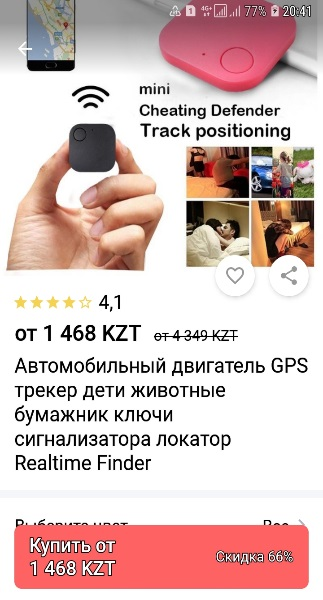 4G+ 77% 20:41
mini
Cheating Defender
Track positioning
4,1
от 1 468 KZT от 4 349 KZT
Автомобильный двигатель GPS
трекер дети животные
бумажник ключи
сигнализатора локатор
Realtime Finder
Купить от
1 468 KZT
Скидка 66%